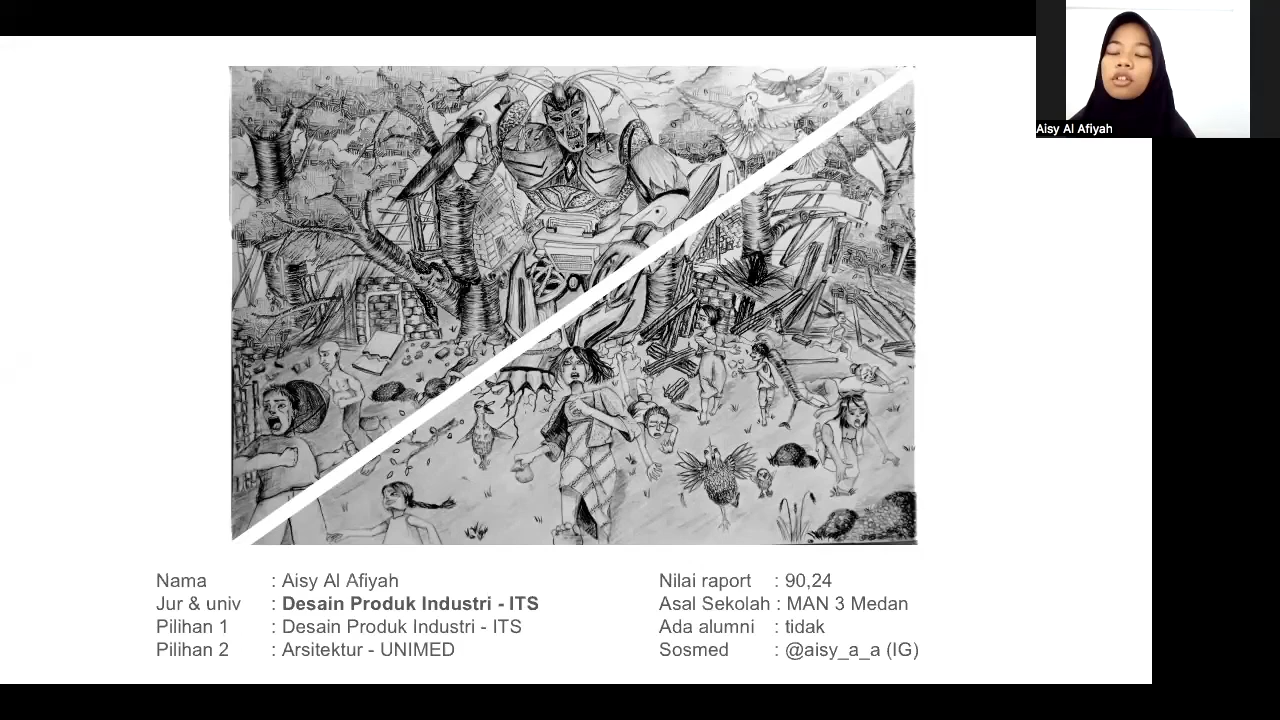 Aisy Al Afiyah
Nama : Aisy Al Afiyah
Jur & univ : Desain Produk Industri - ITS
Pilihan 1 : Desain Produk Industri - ITS
Pilihan 2 : Arsitektur - UNIMED
Nilai raport : 90,24
Asal Sekolah : MAN 3 Medan
Ada alumni : tidak
Sosmed : @aisy_a_a (IG)